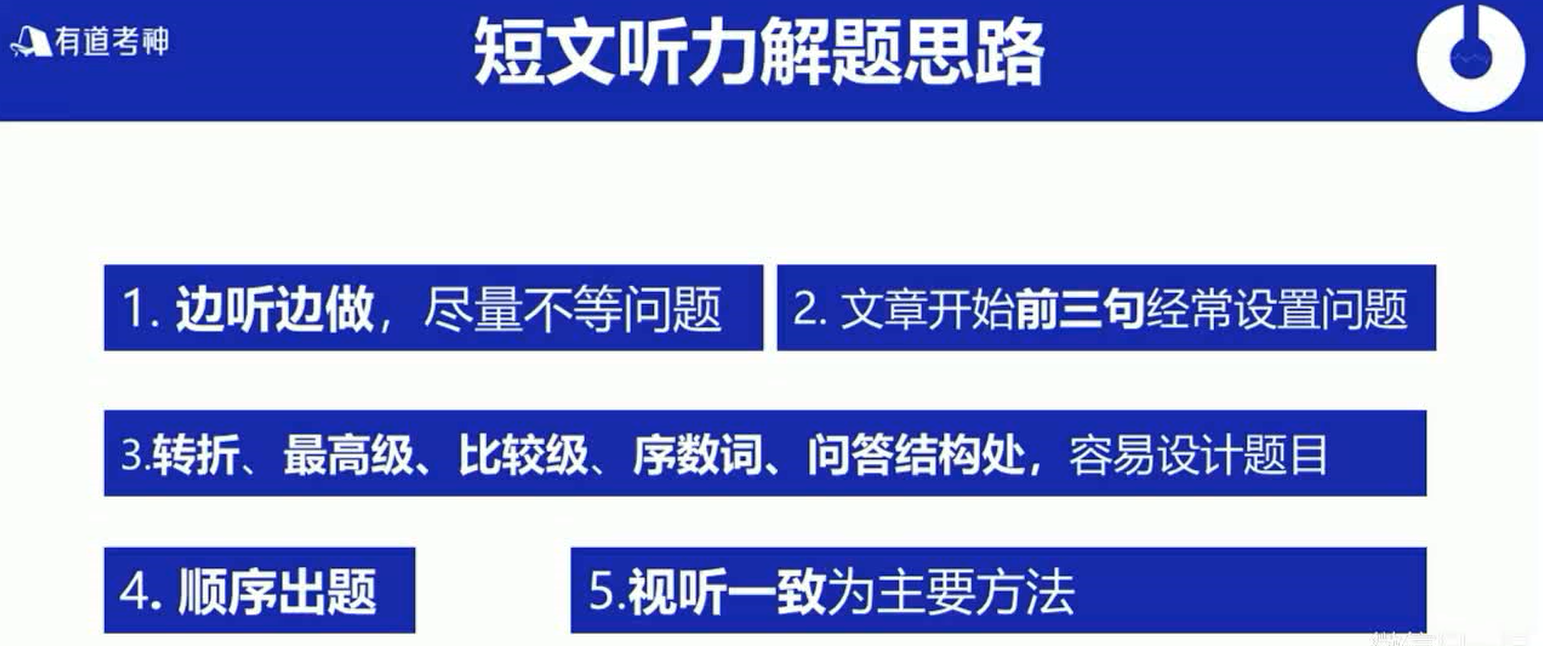 有道考神
短文听力解题思路
1. 边听边做，尽量不等问题
2. 文章开始前三句经常设置问题
3.转折、最高级、比较级、序数词、问答结构处，容易设计题目
4. 顺序出题
5.视听一致为主要方法